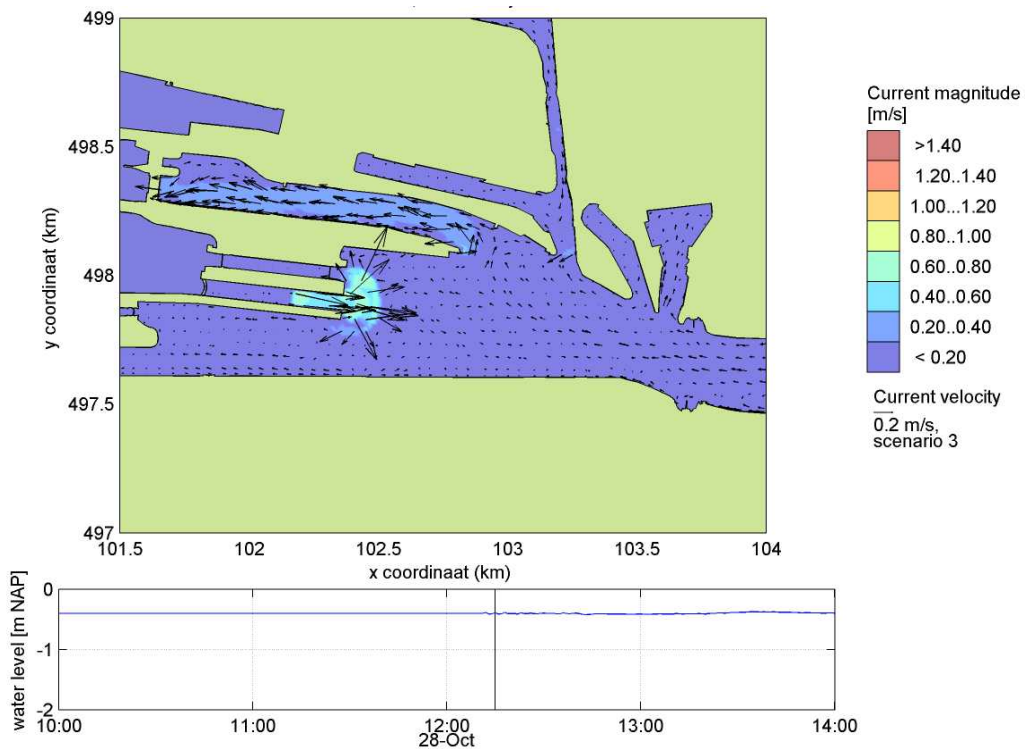 499
498.5
498
497.5
497
y coordinaat (km)
101.5 102 102.5 103 103.5 104
x coordinaat (km)
Current magnitude
[m/s]
>1.40
1.20..1.40
1.00...1.20
0.80..1.00
0.60..0.80
0.40..0.60
0.20..0.40
< 0.20
Current velocity
0.2 m/s,
scenario 3
water level [m NAP]
0
-1
-2
10:00 11:00 12:00 13:00 14:00
28-Oct